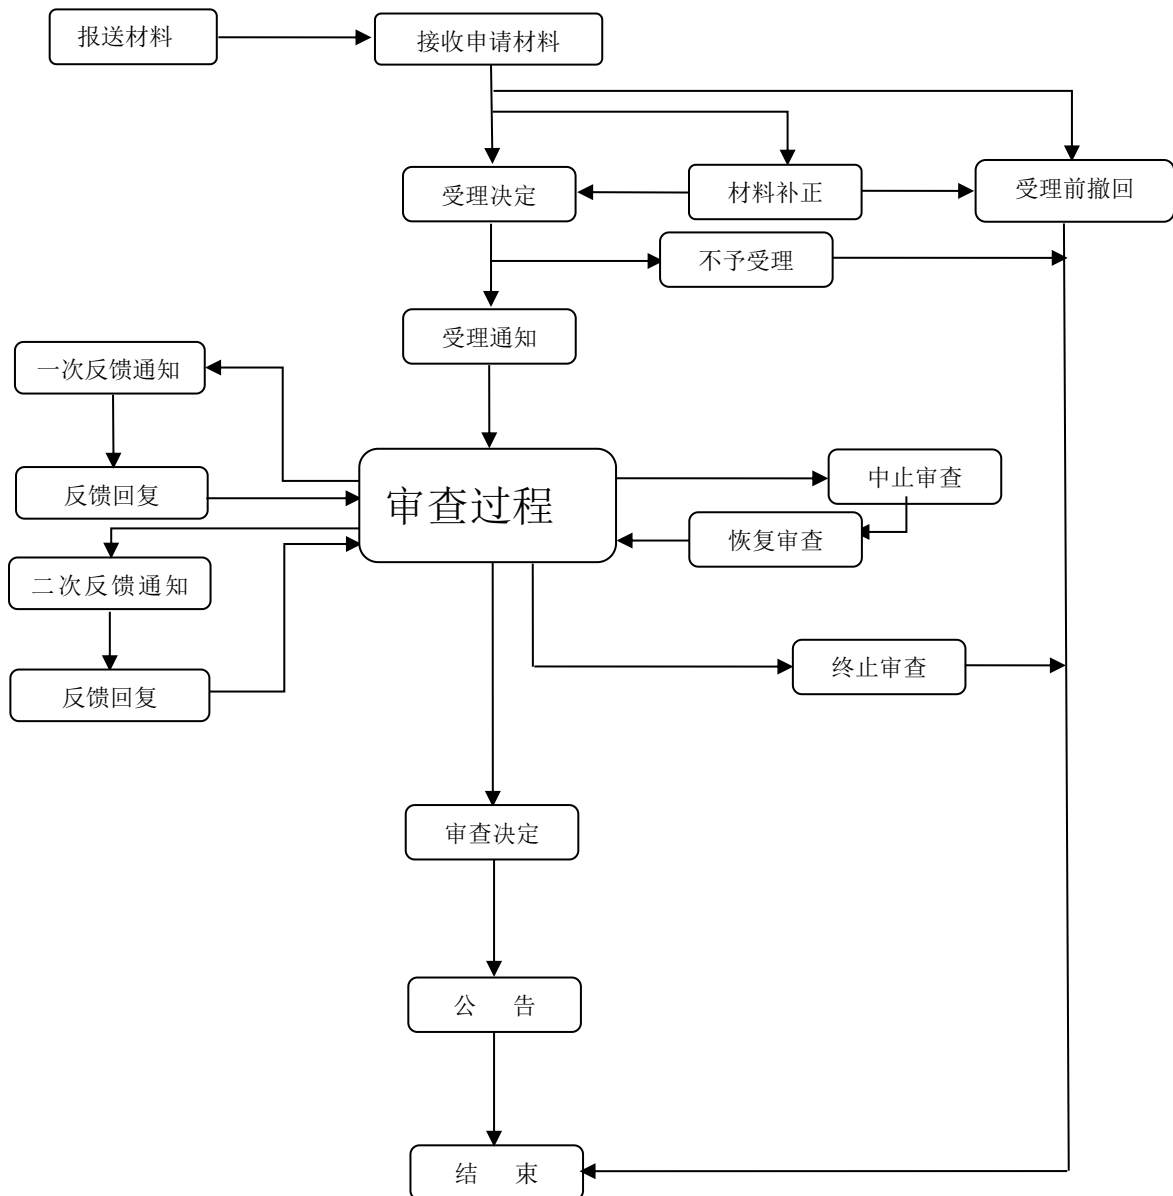 报送材料
接收申请材料
受理决定
材料补正
受理前撤回
不予受理
受理通知
一次反馈通知
反馈回复
审查过程
中止审查
恢复审查
二次反馈通知
反馈回复
终止审查
审查决定
公 告
结 束